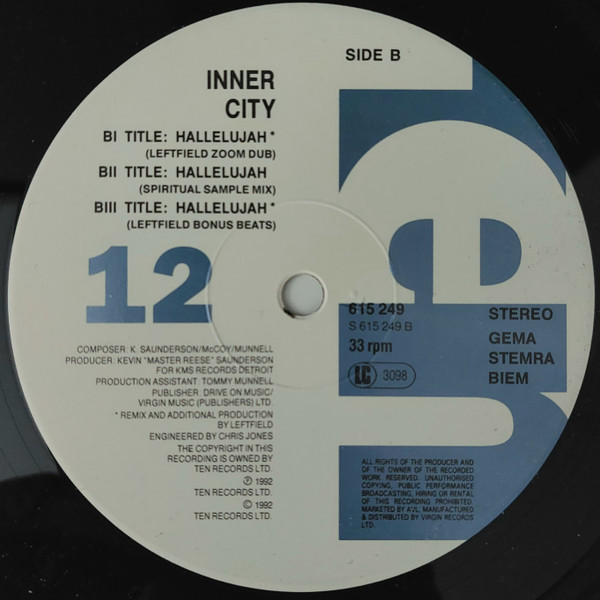 SIDE B
INNER
CITY
BI TITLE: HALLELUJAH*
(LEFTFIELD ZOOM DUB)
BII TITLE: HALLELUJAH
(SPIRITUAL SAMPLE MIX)
BIII TITLE: HALLELUJAH*
(LEFTFIELD BONUS BEATS)
12
ten
615 249
S 615 249 B
33 rpm
LC 3098
STEREO
GEMA
STEMRA
BIEM
COMPOSER: K. SAUNDERSON/McCOY/MUNNELL
PRODUCER: KEVIN "MASTER REESE" SAUNDERSON
FOR KMS RECORDS DETROIT
PRODUCTION ASSISTANT: TOMMY MUNNELL
PUBLISHER: DRIVE ON MUSIC/
VIRGIN MUSIC (PUBLISHERS) LTD.
* REMIX AND ADDITIONAL PRODUCTION
BY LEFTFIELD
ENGINEERED BY CHRIS JONES
THE COPYRIGHT IN THIS
RECORDING IS OWNED BY
TEN RECORDS LTD.
℗ 1992
TEN RECORDS LTD.
© 1992
TEN RECORDS LTD.
ALL RIGHTS OF THE PRODUCER AND
OF THE OWNER OF THE RECORDED
WORK RESERVED. UNAUTHORISED
COPYING, PUBLIC PERFORMANCE
BROADCASTING, HIRING OR RENTAL
OF THIS RECORDING PROHIBITED.
MARKETED BY AVL, MANUFACTURED
& DISTRIBUTED BY VIRGIN RECORDS
LTD.